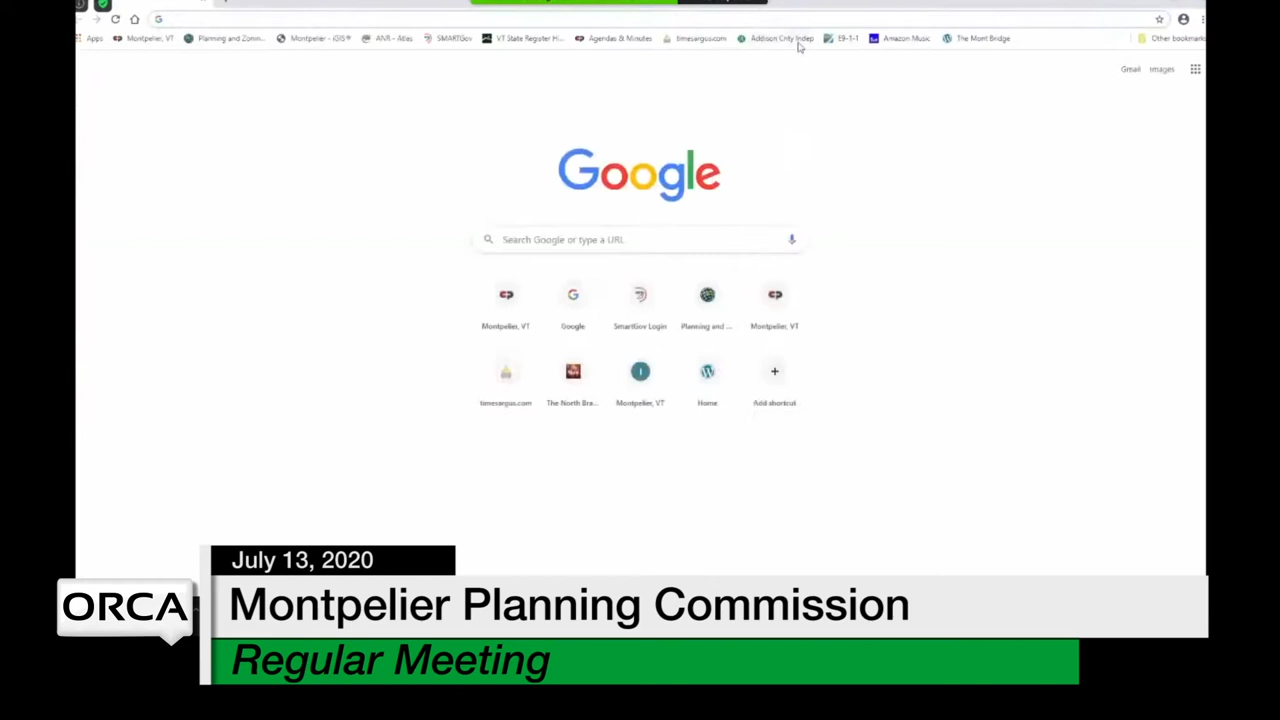 Apps Montpelier, VT Planning and Zonin... Montpelier - iGIS® ANR - Atlas SMARTGov VT State Register H... Agendas & Minutes timesargus.com Addison Cnty Indep E9-1-1 Amazon Music The Mont Bridge Other bookmarks
Gmail Images
Google
Search Google or type a URL
Montpelier, VT Google SmartGov Login Planning and ... Montpelier, VT
timesargus.com The North Bra... Montpelier, VT Home Add shortcut
July 13, 2020
ORCA Montpelier Planning Commission
Regular Meeting